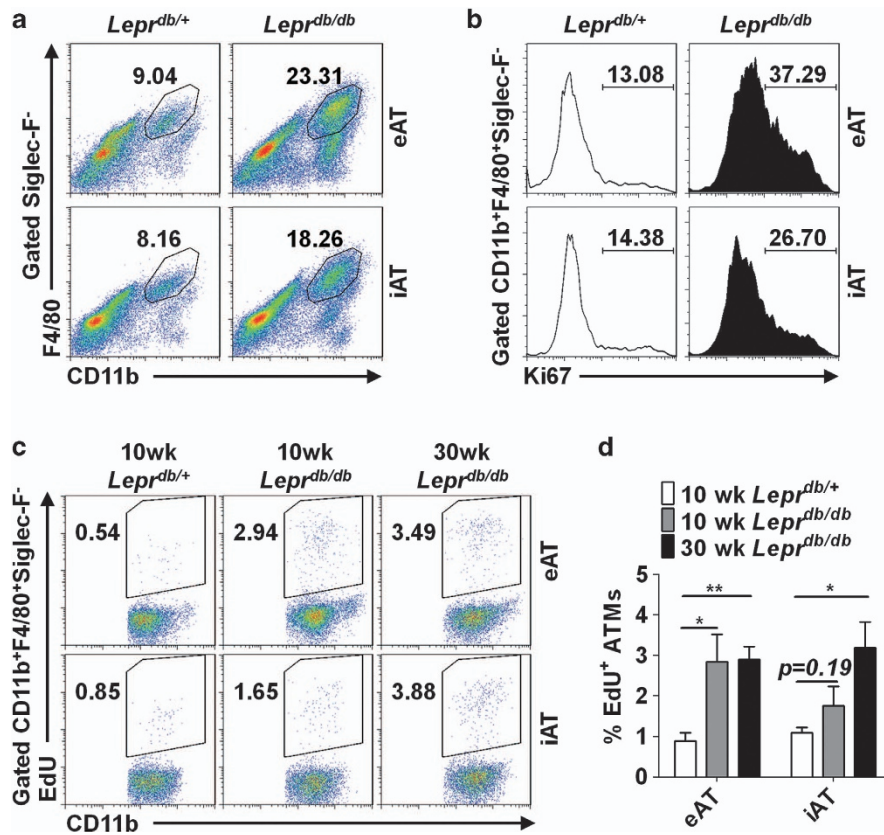 a
Lepr^db/+ Lepr^db/db
Gated Siglec-F^-
F4/80
9.04 23.31
eAT
8.16 18.26
iAT
CD11b
b
Lepr^db/+ Lepr^db/db
Gated CD11b^+F4/80^+Siglec-F^-
13.08 37.29
eAT
14.38 26.70
iAT
Ki67
c
10wk 10wk 30wk
Lepr^db/+ Lepr^db/db Lepr^db/db
Gated CD11b^+F4/80^+Siglec-F^-
EdU
0.54 2.94 3.49
eAT
0.85 1.65 3.88
iAT
CD11b
d
10 wk Lepr^db/+
10 wk Lepr^db/db
30 wk Lepr^db/db
% EdU^+ ATMs
5
4
3
2
1
0
** *
* p=0.19
eAT iAT